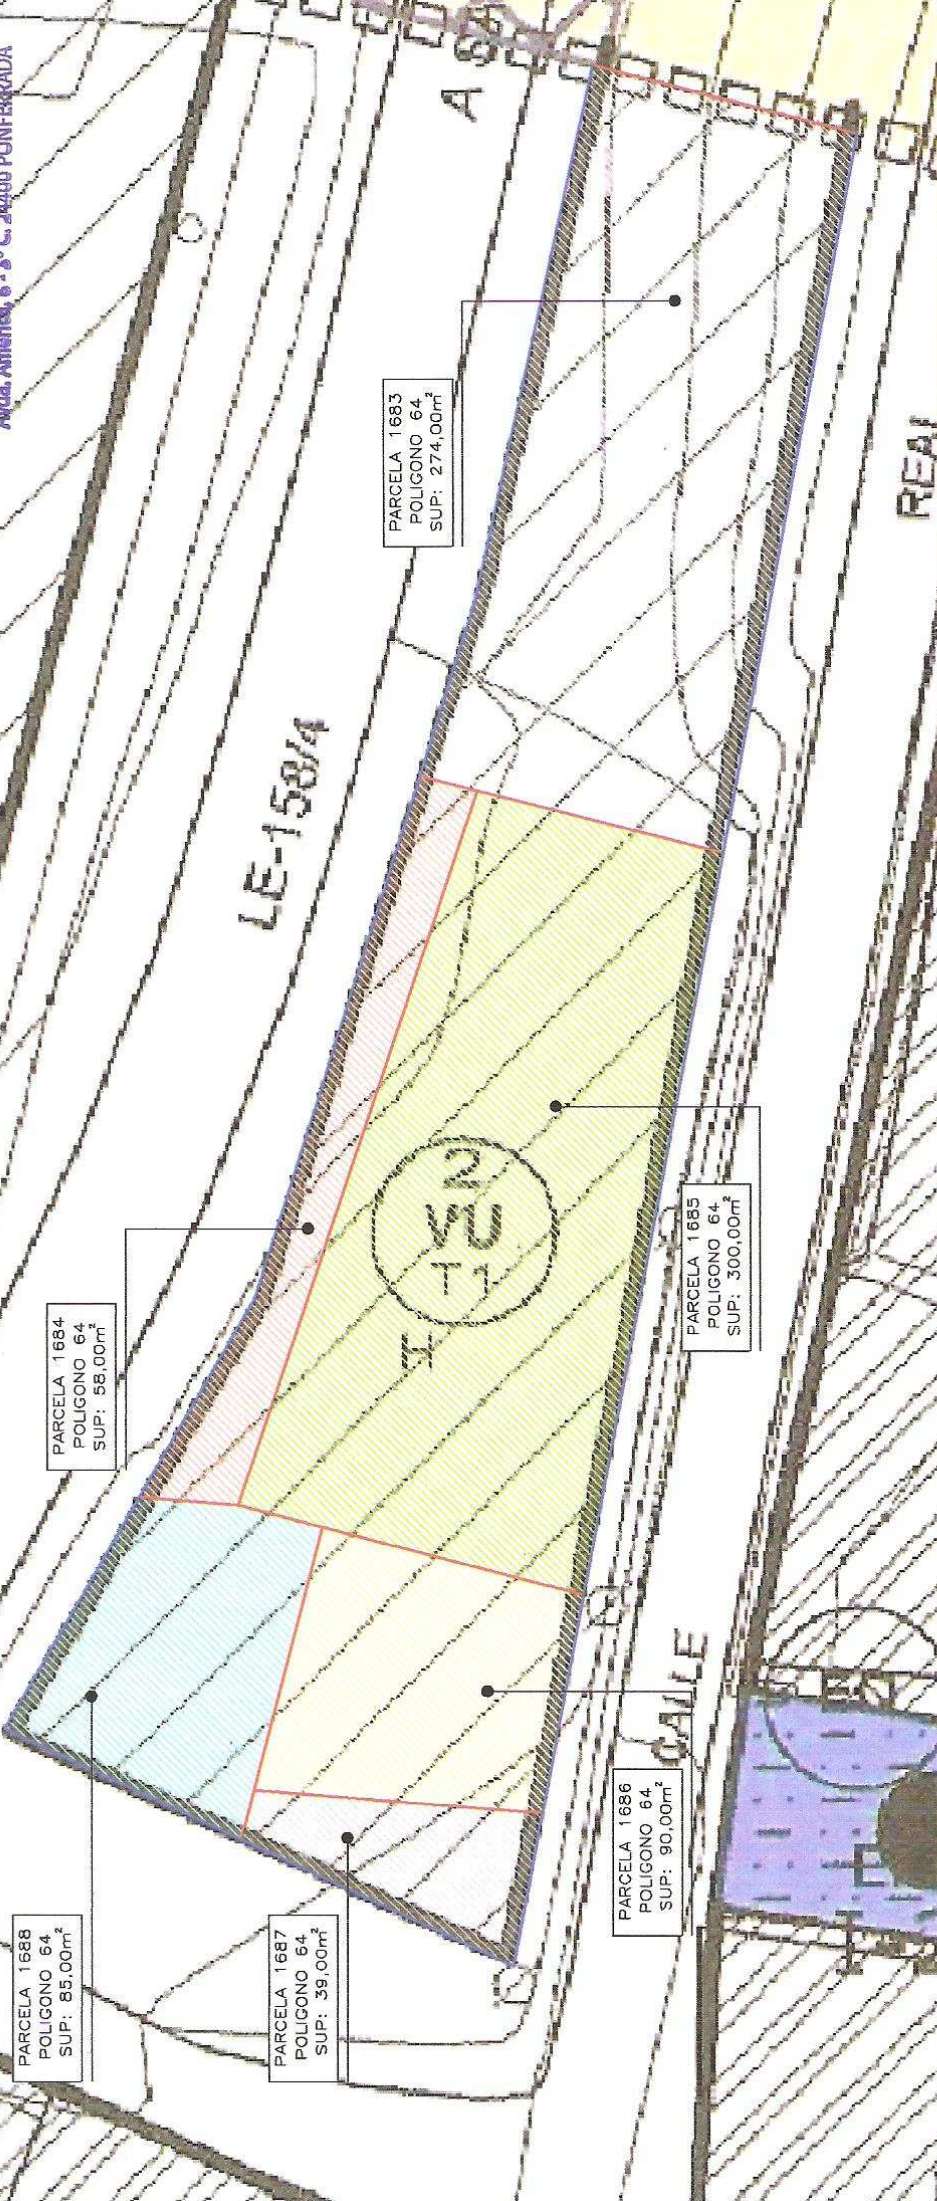 24400 PONFERRADA
A
PARCELA 1683
POLIGONO 64
SUP: 274,00m²
REAL
LE-158/4
PARCELA 1684
POLIGONO 64
SUP: 58,00m²
2
VU
T1
H
PARCELA 1685
POLIGONO 64
SUP: 300,00m²
CALLE
PARCELA 1686
POLIGONO 64
SUP: 90,00m²
PARCELA 1688
POLIGONO 64
SUP: 85,00m²
PARCELA 1687
POLIGONO 64
SUP: 39,00m²